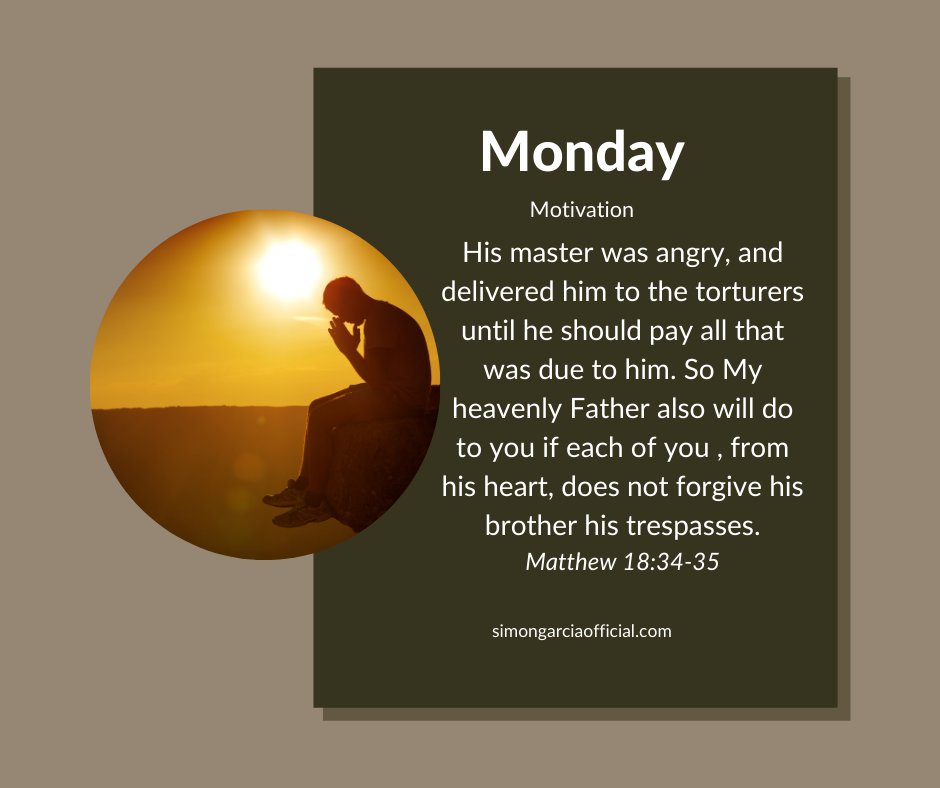 Monday
Motivation
His master was angry, and
delivered him to the torturers
until he should pay all that
was due to him. So My
heavenly Father also will do
to you if each of you , from
his heart, does not forgive his
brother his trespasses.
Matthew 18:34-35
simongarciaofficial.com